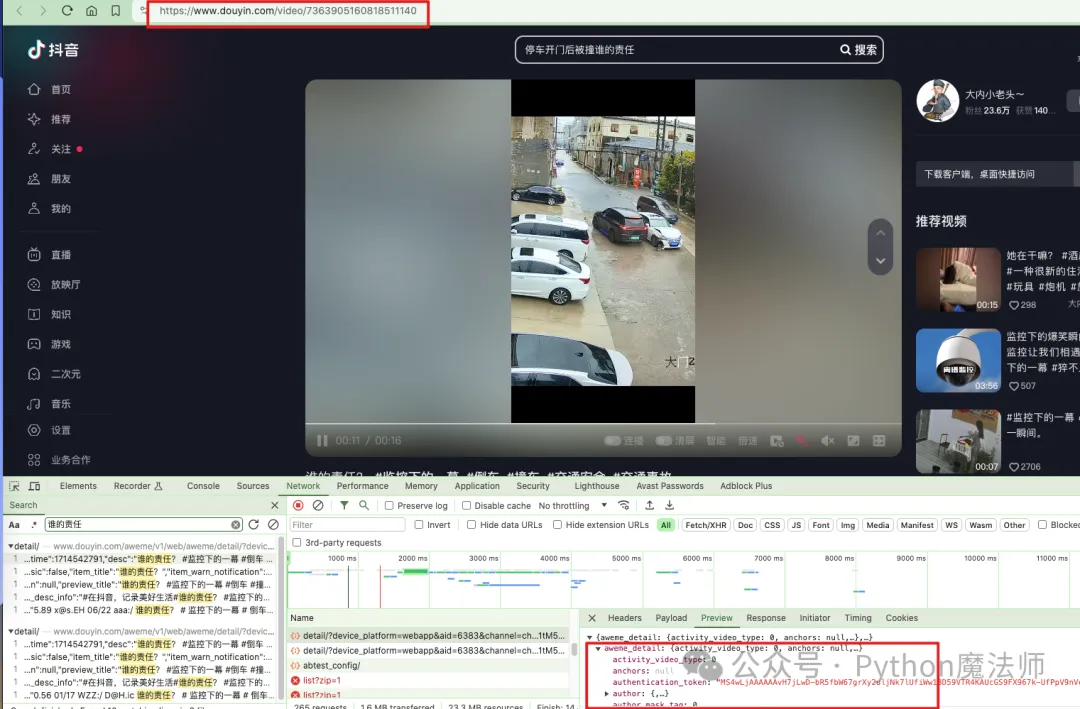 https://www.douyin.com/video/7363905160818511140
抖音
停车开门后被撞谁的责任
搜索
首页
推荐
关注
朋友
我的
直播
放映厅
知识
游戏
二次元
音乐
设置
业务合作
大门2
00:11 / 00:16
连播
清屏
智能
倍速
谁的责任? #监控下的一幕 #倒车 #撞车 #交通安全 #交通事故
大内小老头～
粉丝 23.6万 获赞 140...
下载客户端，桌面快捷访问
推荐视频
她在干嘛？ #酒
#一种很新的住
#玩具 #炮机 #
00:15
298
大内
监控下的爆笑瞬
监控让我们相遇
下的一幕 #猝不
03:56
507
#监控下的一幕
一瞬间。
00:07
2706
Elements
Recorder
Console
Sources
Network
Performance
Memory
Application
Security
Lighthouse
Avast Passwords
Adblock Plus
Search
Preserve log
Disable cache
No throttling
Aa
.*
谁的责任
Filter
Invert
Hide data URLs
Hide extension URLs
All
Fetch/XHR
Doc
CSS
JS
Font
Img
Media
Manifest
WS
Wasm
Other
Blocked
3rd-party requests
detail/ — www.douyin.com/aweme/v1/web/aweme/detail/?devic...
1 ...time":1714542791,"desc":"谁的责任? #监控下的一幕 #倒车
1 ...sic":false,"item_title":"谁的责任? ","item_warn_notification":...
1 ...n":null,"preview_title":"谁的责任? #监控下的一幕 #倒车 #撞...
1 ..._desc_info":"#在抖音，记录美好生活#谁的责任? #监控下的...
1 ..."5.89 x@s.EH 06/22 aaa:/ 谁的责任? # 监控下的一幕 # 倒车...
detail/ — www.douyin.com/aweme/v1/web/aweme/detail/?devic...
1 ...time":1714542791,"desc":"谁的责任? #监控下的一幕 #倒车
1 ...sic":false,"item_title":"谁的责任? ","item_warn_notification":...
1 ...n":null,"preview_title":"谁的责任? #监控下的一幕 #倒车 #撞...
1 ..._desc_info":"#在抖音，记录美好生活#谁的责任? #监控下的...
1 ..."0.56 01/17 WZZ:/ D@H.ic 谁的责任? # 监控下的一幕 # 倒车...
1000 ms
2000 ms
3000 ms
4000 ms
5000 ms
6000 ms
7000 ms
8000 ms
9000 ms
10000 ms
11000 ms
Name
Headers
Payload
Preview
Response
Initiator
Timing
Cookies
detail/?device_platform=webapp&aid=6383&channel=ch...1tM5...
detail/?device_platform=webapp&aid=6383&channel=ch...1tM5...
abtest_config/
list?zip=1
list?zip=1
265 requests
1.6 MB transferred
23.3 MB resources
Finish: 14
{aweme_detail: {activity_video_type: 0, anchors: null,…},…}
aweme_detail: {activity_video_type: 0, anchors: null,…}
activity_video_type: 0
anchors: null
authentication_token:
author: {,…}
author_mask_tag: 0
公众号 · Python魔法师